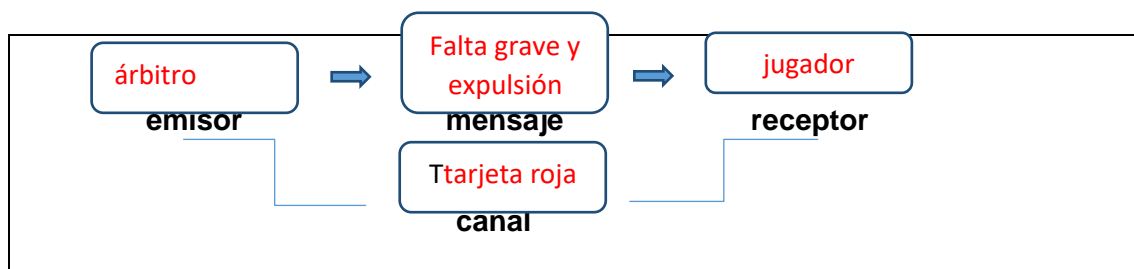 árbitro
Falta grave y
expulsión
jugador
emisor
mensaje
receptor
Ttarjeta roja
canal